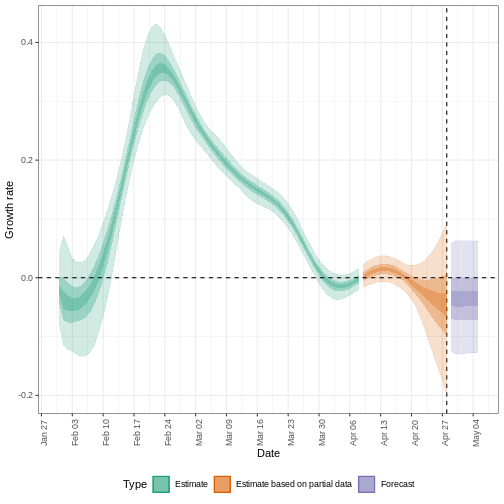 Growth rate
0.4
0.2
0.0
-0.2
Jan 27
Feb 03
Feb 10
Feb 17
Feb 24
Mar 02
Mar 09
Mar 16
Mar 23
Mar 30
Apr 06
Apr 13
Apr 20
Apr 27
May 04
Date
Type Estimate Estimate based on partial data Forecast